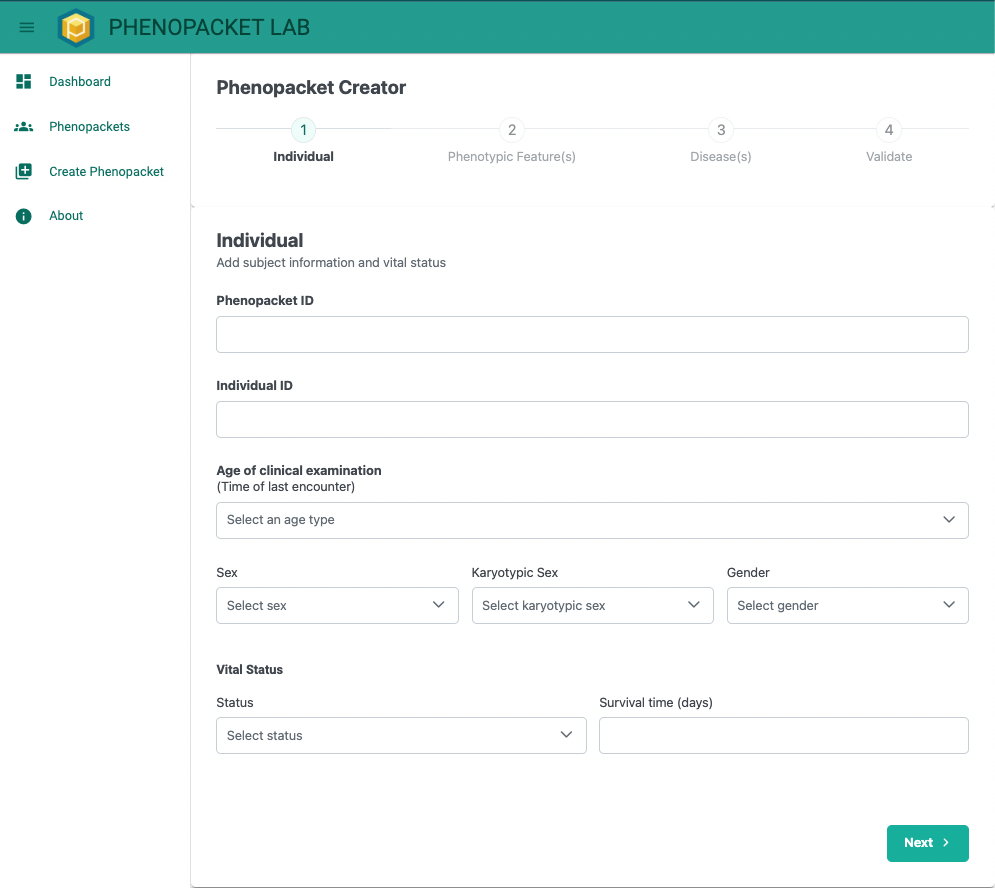 PHENOPACKET LAB
Dashboard
Phenopackets
Create Phenopacket
About
Phenopacket Creator
1 2 3 4
Individual Phenotypic Feature(s) Disease(s) Validate
Individual
Add subject information and vital status
Phenopacket ID
Individual ID
Age of clinical examination
(Time of last encounter)
Select an age type
Sex Karyotypic Sex Gender
Select sex Select karyotypic sex Select gender
Vital Status
Status Survival time (days)
Select status
Next